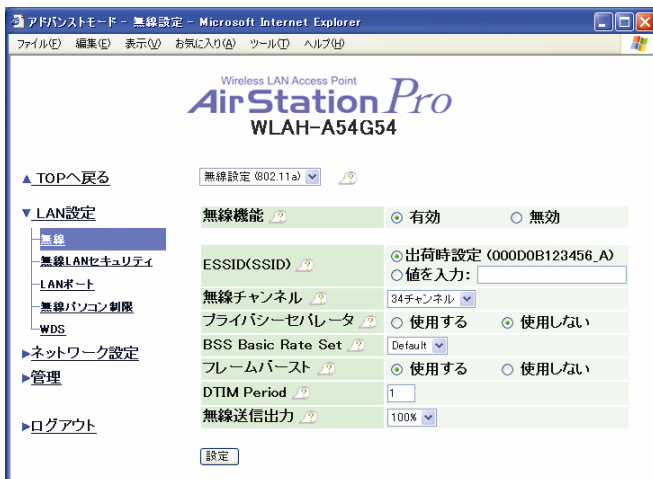 アドバンストモード - 無線設定 - Microsoft Internet Explorer
ファイル(F) 編集(E) 表示(V) お気に入り(A) ツール(T) ヘルプ(H)
Wireless LAN Access Point
AirStation Pro
WLAH-A54G54
▲ TOPへ戻る
無線設定(802.11a)
▼ LAN設定
無線機能 ? 有効 無効
無線
無線LANセキュリティ
ESSID(SSID) ? 出荷時設定 (000D0B123456_A)
値を入力:
LANポート
無線チャンネル ? 34チャンネル
無線パソコン制限
プライバシーセパレータ ? 使用する 使用しない
WDS
BSS Basic Rate Set ? Default
▶ネットワーク設定
フレームバースト ? 使用する 使用しない
▶管理
DTIM Period ? 1
無線送信出力 ? 100%
▶ログアウト
設定